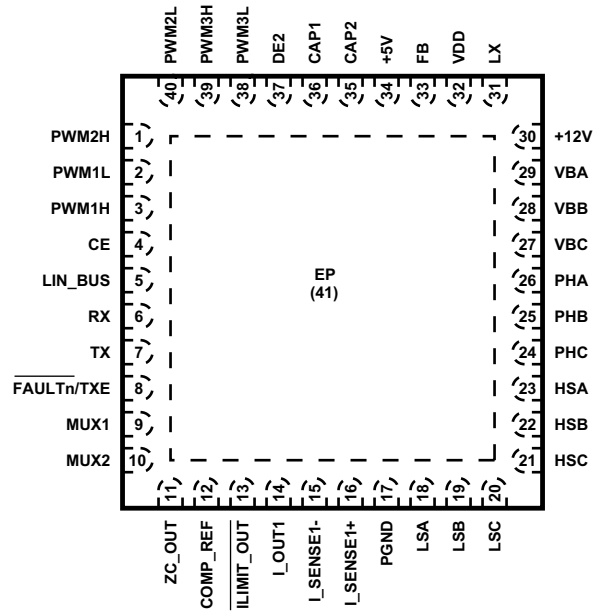 PWM2L
PWM3H
PWM3L
DE2
CAP1
CAP2
+5V
FB
VDD
LX
40
39
38
37
36
35
34
33
32
31
PWM2H 1
PWM1L 2
PWM1H 3
CE 4
LIN_BUS 5
RX 6
TX 7
FAULTn/TXE 8
MUX1 9
MUX2 10
EP
(41)
30 +12V
29 VBA
28 VBB
27 VBC
26 PHA
25 PHB
24 PHC
23 HSA
22 HSB
21 HSC
11
12
13
14
15
16
17
18
19
20
ZC_OUT
COMP_REF
ILIMIT_OUT
I_OUT1
I_SENSE1-
I_SENSE1+
PGND
LSA
LSB
LSC